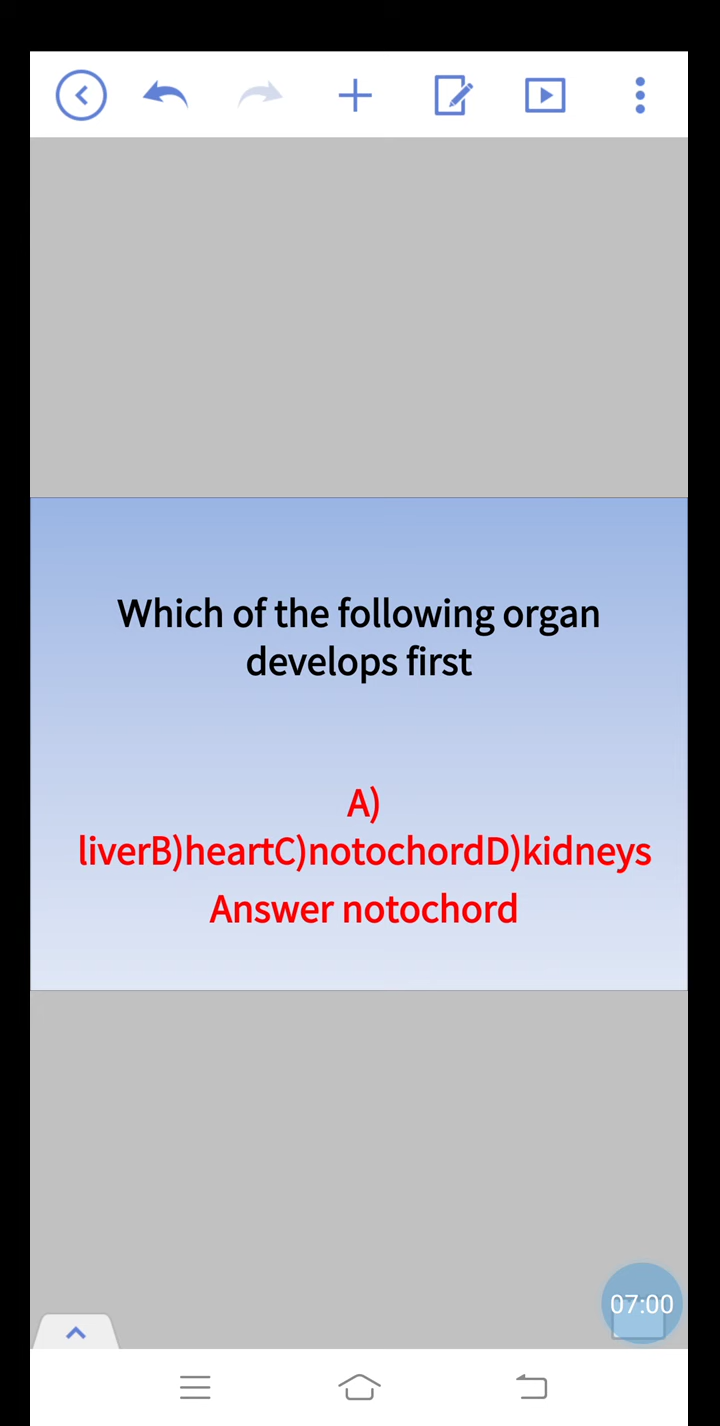 Which of the following organ
develops first
A)
liverB)heartC)notochordD)kidneys
Answer notochord
07:00